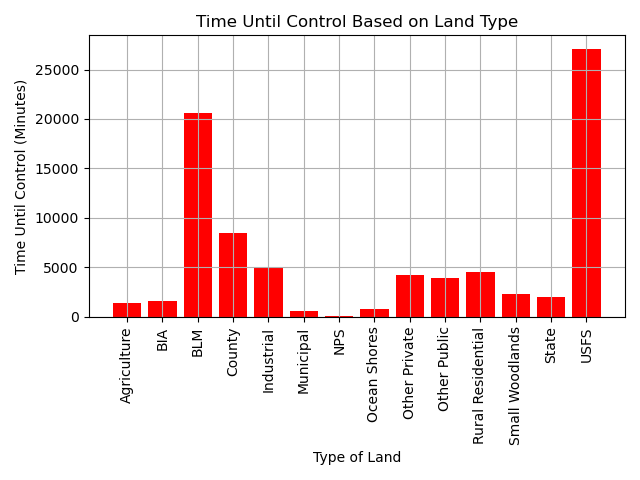 Time Until Control Based on Land Type
Time Until Control (Minutes)
25000
20000
15000
10000
5000
0
Agriculture
BIA
BLM
County
Industrial
Municipal
NPS
Ocean Shores
Other Private
Other Public
Rural Residential
Small Woodlands
State
USFS
Type of Land